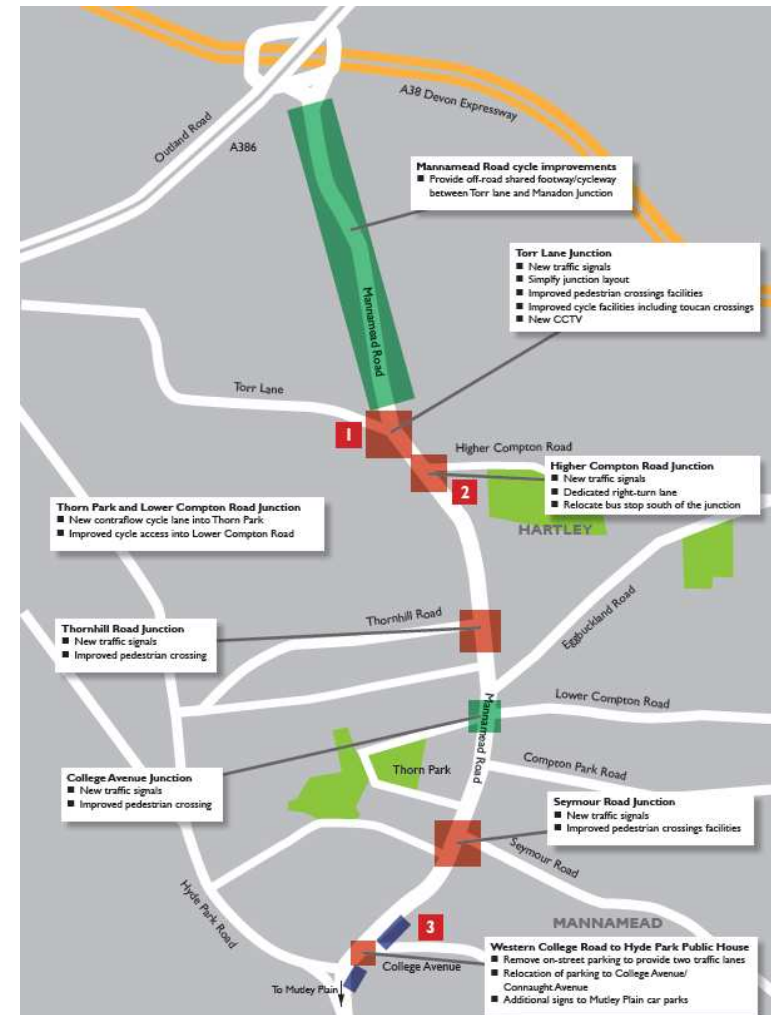 A38 Devon Expressway
Outland Road
A386
Mannamead Road cycle improvements
■ Provide off-road shared footway/cycleway
between Torr lane and Manadon Junction
Torr Lane Junction
■ New traffic signals
■ Simplfy junction layout
■ Improved pedestrian crossings facilities
■ Improved cycle facilities including toucan crossings
■ New CCTV
Mannamead Road
Torr Lane
1
Higher Compton Road
2
Higher Compton Road Junction
■ New traffic signals
■ Dedicated right-turn lane
■ Relocate bus stop south of the junction
HARTLEY
Thorn Park and Lower Compton Road Junction
■ New contraflow cycle lane into Thorn Park
■ Improved cycle access into Lower Compton Road
Thornhill Road
Eggbuckland Road
Thornhill Road Junction
■ New traffic signals
■ Improved pedestrian crossing
Mannamead Road
Lower Compton Road
Thorn Park
Compton Park Road
College Avenue Junction
■ New traffic signals
■ Improved pedestrian crossing
Seymour Road Junction
■ New traffic signals
■ Improved pedestrian crossings facilities
Seymour Road
Hyde Park Road
MANNAMEAD
3
Western College Road to Hyde Park Public House
■ Remove on-street parking to provide two traffic lanes
■ Relocation of parking to College Avenue/
Connaught Avenue
■ Additional signs to Mutley Plain car parks
College Avenue
To Mutley Plain